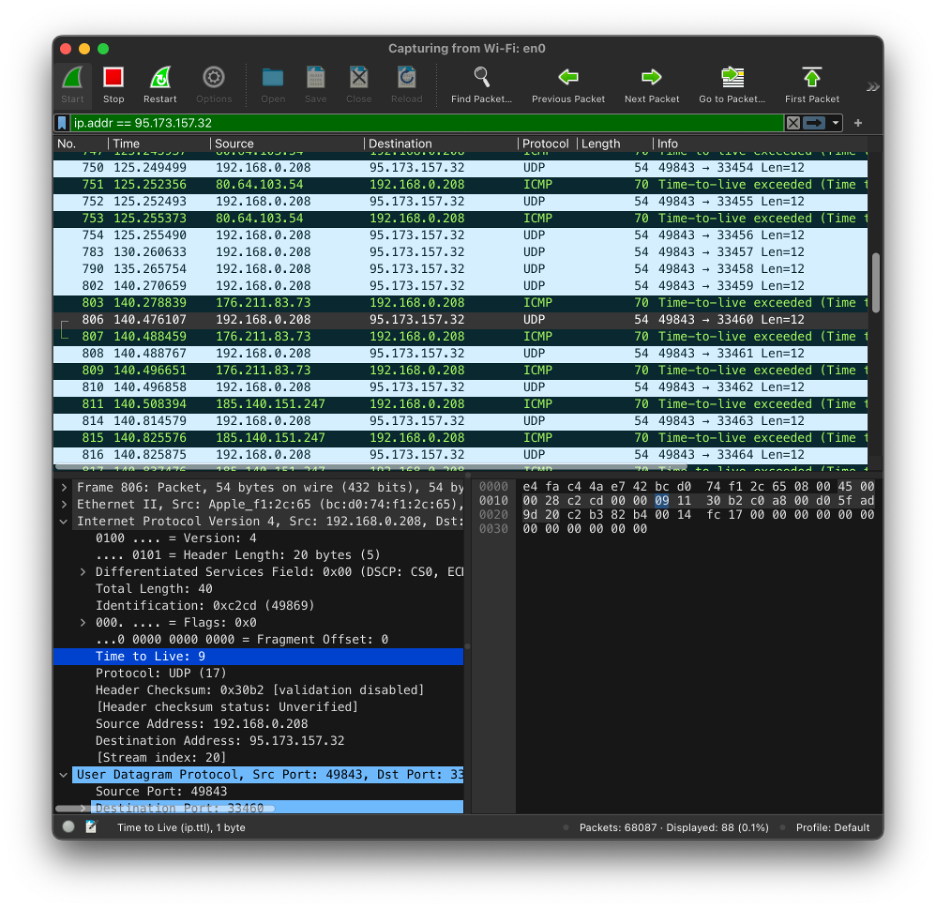 Capturing from Wi-Fi: en0
Start Stop Restart Options Open Save Close Reload Find Packet... Previous Packet Next Packet Go to Packet... First Packet
ip.addr == 95.173.157.32
No. Time Source Destination Protocol Length Info
750 125.249499 192.168.0.208 95.173.157.32 UDP 54 49843 → 33454 Len=12
751 125.252356 80.64.103.54 192.168.0.208 ICMP 70 Time-to-live exceeded (Time t
752 125.252493 192.168.0.208 95.173.157.32 UDP 54 49843 → 33455 Len=12
753 125.255373 80.64.103.54 192.168.0.208 ICMP 70 Time-to-live exceeded (Time t
754 125.255490 192.168.0.208 95.173.157.32 UDP 54 49843 → 33456 Len=12
783 130.260633 192.168.0.208 95.173.157.32 UDP 54 49843 → 33457 Len=12
790 135.265754 192.168.0.208 95.173.157.32 UDP 54 49843 → 33458 Len=12
802 140.270659 192.168.0.208 95.173.157.32 UDP 54 49843 → 33459 Len=12
803 140.278839 176.211.83.73 192.168.0.208 ICMP 70 Time-to-live exceeded (Time t
806 140.476107 192.168.0.208 95.173.157.32 UDP 54 49843 → 33460 Len=12
807 140.488459 176.211.83.73 192.168.0.208 ICMP 70 Time-to-live exceeded (Time t
808 140.488767 192.168.0.208 95.173.157.32 UDP 54 49843 → 33461 Len=12
809 140.496651 176.211.83.73 192.168.0.208 ICMP 70 Time-to-live exceeded (Time t
810 140.496858 192.168.0.208 95.173.157.32 UDP 54 49843 → 33462 Len=12
811 140.508394 185.140.151.247 192.168.0.208 ICMP 70 Time-to-live exceeded (Time t
814 140.814579 192.168.0.208 95.173.157.32 UDP 54 49843 → 33463 Len=12
815 140.825576 185.140.151.247 192.168.0.208 ICMP 70 Time-to-live exceeded (Time t
816 140.825875 192.168.0.208 95.173.157.32 UDP 54 49843 → 33464 Len=12
Frame 806: Packet, 54 bytes on wire (432 bits), 54 by
Ethernet II, Src: Apple_f1:2c:65 (bc:d0:74:f1:2c:65),
Internet Protocol Version 4, Src: 192.168.0.208, Dst:
0100 .... = Version: 4
.... 0101 = Header Length: 20 bytes (5)
Differentiated Services Field: 0x00 (DSCP: CS0, EC
Total Length: 40
Identification: 0xc2cd (49869)
000. .... = Flags: 0x0
...0 0000 0000 0000 = Fragment Offset: 0
Time to Live: 9
Protocol: UDP (17)
Header Checksum: 0x30b2 [validation disabled]
[Header checksum status: Unverified]
Source Address: 192.168.0.208
Destination Address: 95.173.157.32
[Stream index: 20]
User Datagram Protocol, Src Port: 49843, Dst Port: 33
Source Port: 49843
Destination Port: 33460
0000 e4 fa c4 4a e7 42 bc d0 74 f1 2c 65 08 00 45 00
0010 00 28 c2 cd 00 00 09 11 30 b2 c0 a8 00 d0 5f ad
0020 9d 20 c2 b3 82 b4 00 14 fc 17 00 00 00 00 00 00
0030 00 00 00 00 00 00
Time to Live (ip.ttl), 1 byte
Packets: 68087 · Displayed: 88 (0.1%)
Profile: Default